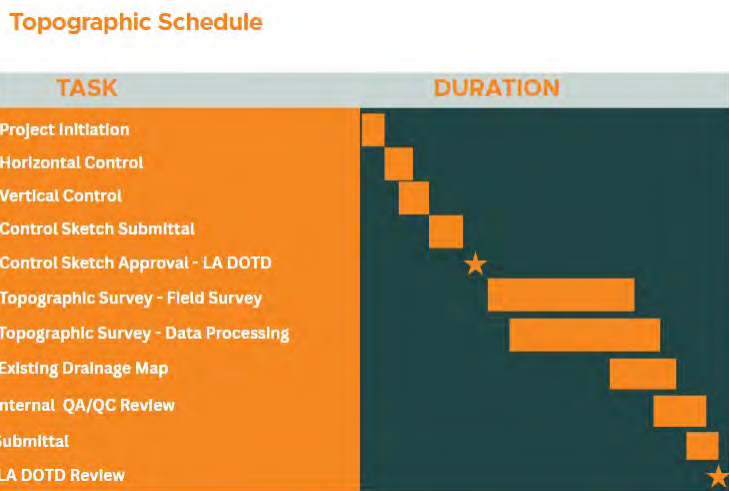 Topographic Schedule
TASK DURATION
Project Initiation
Horizontal Control
Vertical Control
Control Sketch Submittal
Control Sketch Approval - LA DOTD
Topographic Survey - Field Survey
Topographic Survey - Data Processing
Existing Drainage Map
nternal QA/QC Review
Submittal
LA DOTD Review